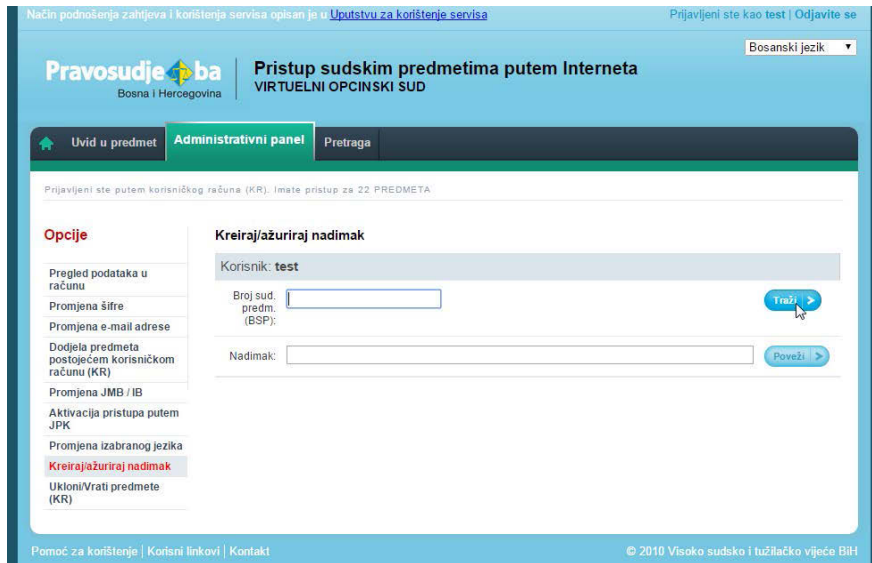 Način podnošenja zahtjeva i korištenja servisa opisan je u Uputstvu za korištenje servisa
Prijavljeni ste kao test | Odjavite se
Bosanski jezik
Pravosudje ba
Bosna i Hercegovina
Pristup sudskim predmetima putem Interneta
VIRTUELNI OPCINSKI SUD
Uvid u predmet
Administrativni panel
Pretraga
Prijavljeni ste putem korisničkog računa (KR). Imate pristup za 22 PREDMETA
Opcije
Pregled podataka u
računu
Promjena šifre
Promjena e-mail adrese
Dodjela predmeta
postojećem korisničkom
računu (KR)
Promjena JMB / IB
Aktivacija pristupa putem
JPK
Promjena izabranog jezika
Kreiraj/ažuriraj nadimak
Ukloni/Vrati predmete
(KR)
Kreiraj/ažuriraj nadimak
Korisnik: test
Broj sud.
predm.
(BSP):
Traži
Nadimak:
Poveži
Pomoć za korištenje | Korisni linkovi | Kontakt
© 2010 Visoko sudsko i tužilačko vijeće BiH